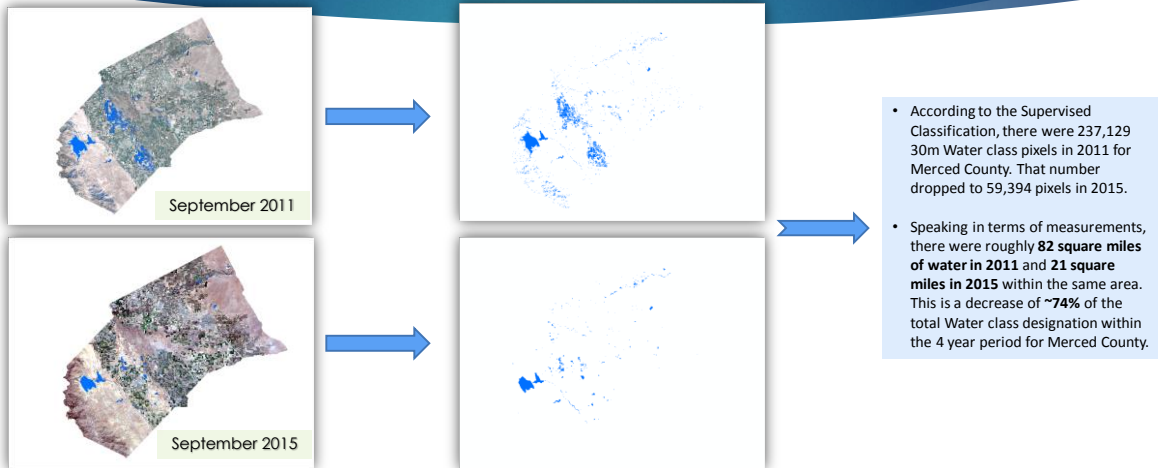 September 2011
September 2015
• According to the Supervised
Classification, there were 237,129
30m Water class pixels in 2011 for
Merced County. That number
dropped to 59,394 pixels in 2015.
• Speaking in terms of measurements,
there were roughly 82 square miles
of water in 2011 and 21 square
miles in 2015 within the same area.
This is a decrease of ~74% of the
total Water class designation within
the 4 year period for Merced County.